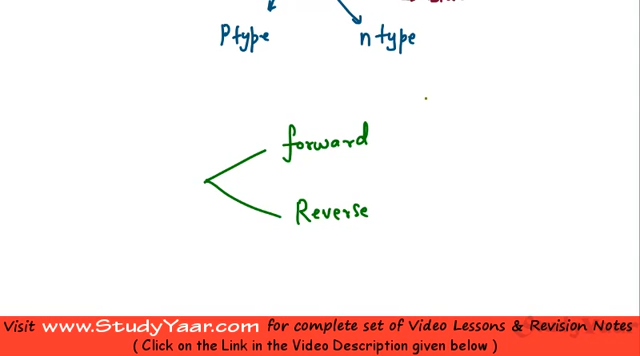 P type
n type
forward
Reverse
Visit www.StudyYaar.com for complete set of Video Lessons & Revision Notes
( Click on the Link in the Video Description given below )